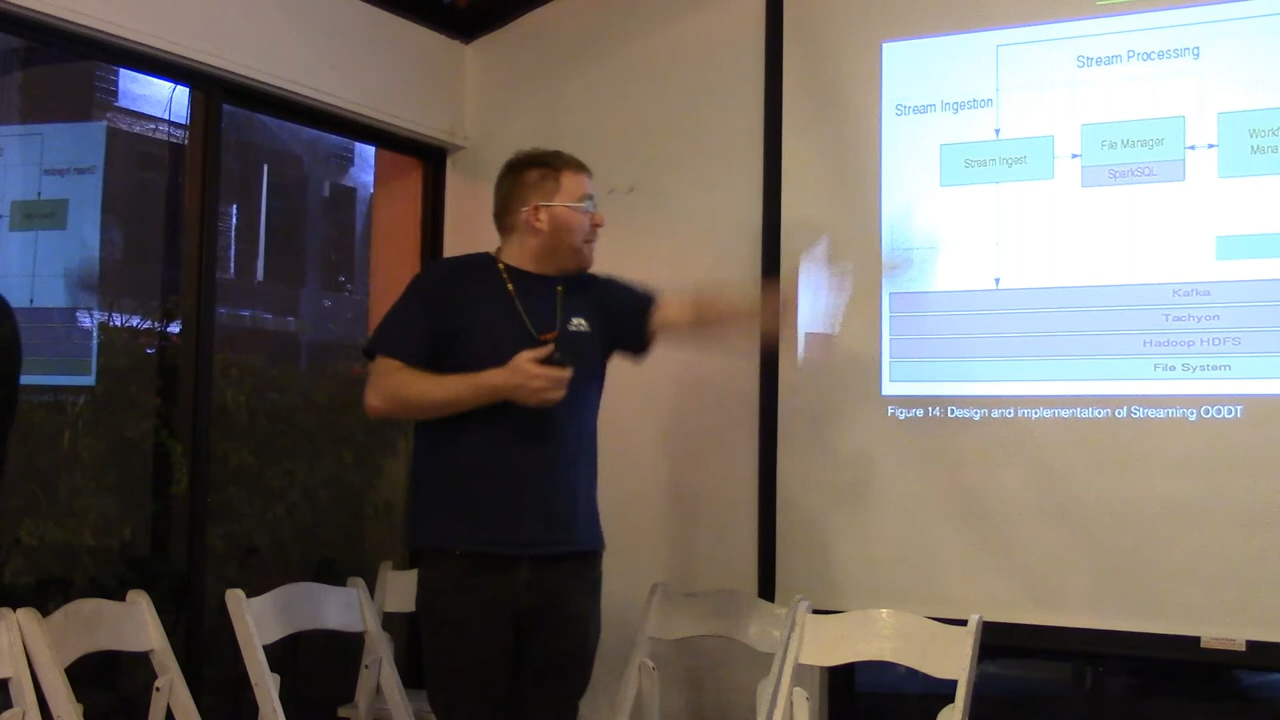 Stream Processing
Stream Ingestion
Stream Ingest
File Manager
SparkSQL
Kafka
Tachyon
Hadoop HDFS
File System
Figure 14: Design and implementation of Streaming OODT